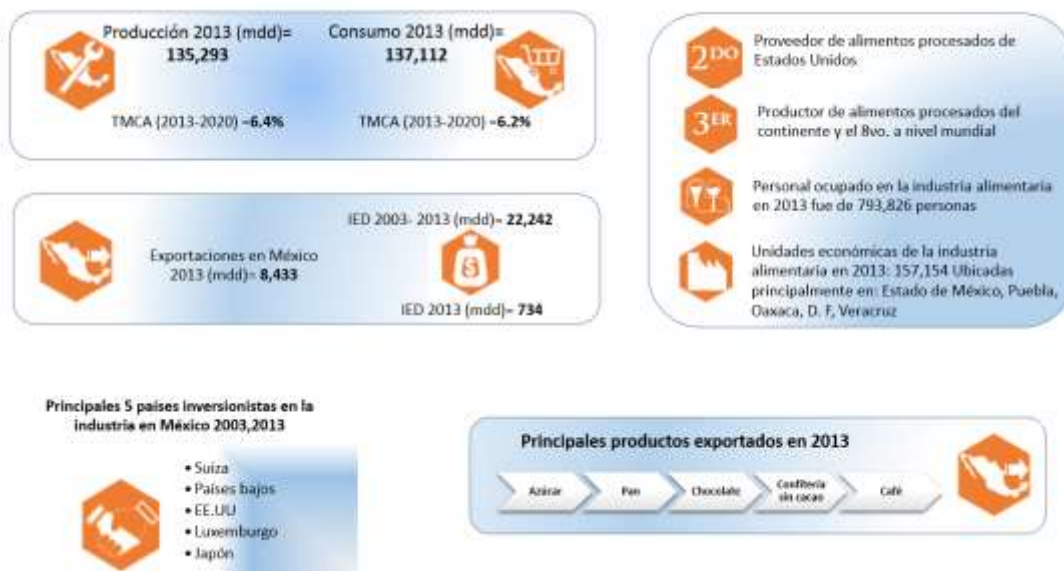 Producción 2013 (mdd)=
135,293
TMCA (2013-2020) =6.4%
Consumo 2013 (mdd)=
137,112
TMCA (2013-2020) =6.2%
2DO
Proveedor de alimentos procesados de
Estados Unidos
3ER
Productor de alimentos procesados del
continente y el 8vo. a nivel mundial
Personal ocupado en la industria alimentaria
en 2013 fue de 793,826 personas
Unidades económicas de la industria
alimentaria en 2013: 157,154 Ubicadas
principalmente en: Estado de México, Puebla,
Oaxaca, D. F, Veracruz
Exportaciones en México
2013 (mdd)= 8,433
IED 2003- 2013 (mdd)= 22,242
$
IED 2013 (mdd)= 734
Principales 5 países inversionistas en la
industria en México 2003,2013
• Suiza
• Países bajos
• EE.UU
• Luxemburgo
• Japón
Principales productos exportados en 2013
Azúcar
Pan
Chocolate
Confitería
sin cacao
Café